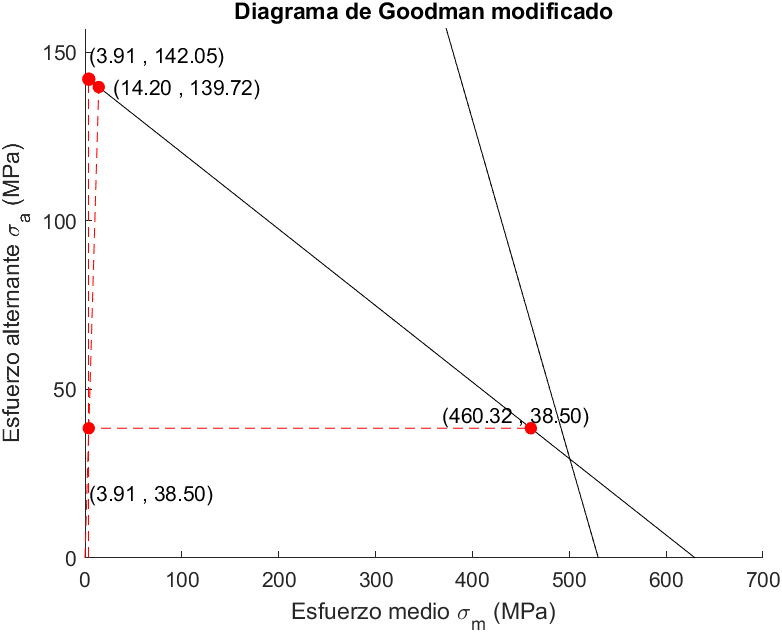 Diagrama de Goodman modificado
150
(3.91 , 142.05)
(14.20 , 139.72)
100
Esfuerzo alternante σa (MPa)
50
(460.32 , 38.50)
(3.91 , 38.50)
0
0 100 200 300 400 500 600 700
Esfuerzo medio σm (MPa)